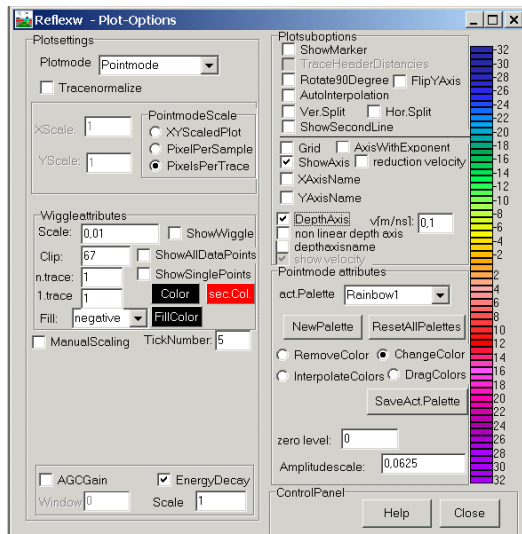 Reflexw - Plot-Options
Plotsettings
Plotmode Pointmode
Tracenormalize
XScale: 1
YScale: 1
PointmodeScale
XYScaledPlot
PixelPerSample
PixelsPerTrace
Wiggleattributes
Scale: 0,01 ShowWiggle
Clip: 67 ShowAllDataPoints
n.trace: 1 ShowSinglePoints
1.trace 1 Color sec.Col.
Fill: negative FillColor
ManualScaling TickNumber: 5
AGCGain EnergyDecay
Window 0 Scale 1
Plotsuboptions
ShowMarker
TraceHeaderDistancies
Rotate90Degree FlipYAxis
AutoInterpolation
Ver.Split Hor.Split
ShowSecondLine
Grid AxisWithExponent
ShowAxis reduction velocity
XAxisName
YAxisName
DepthAxis v[m/ns]: 0,1
non linear depth axis
depthaxisname
show velocity
Pointmode attributes
act.Palette Rainbow1
NewPalette ResetAllPalettes
RemoveColor ChangeColor
InterpolateColors DragColors
SaveAct.Palette
zero level: 0
Amplitudescale: 0,0625
ControlPanel
Help Close
-32
-30
-28
-26
-24
-22
-20
-18
-16
-14
-12
-10
-8
-6
-4
-2
2
4
6
8
10
12
14
16
18
20
22
24
26
28
30
32